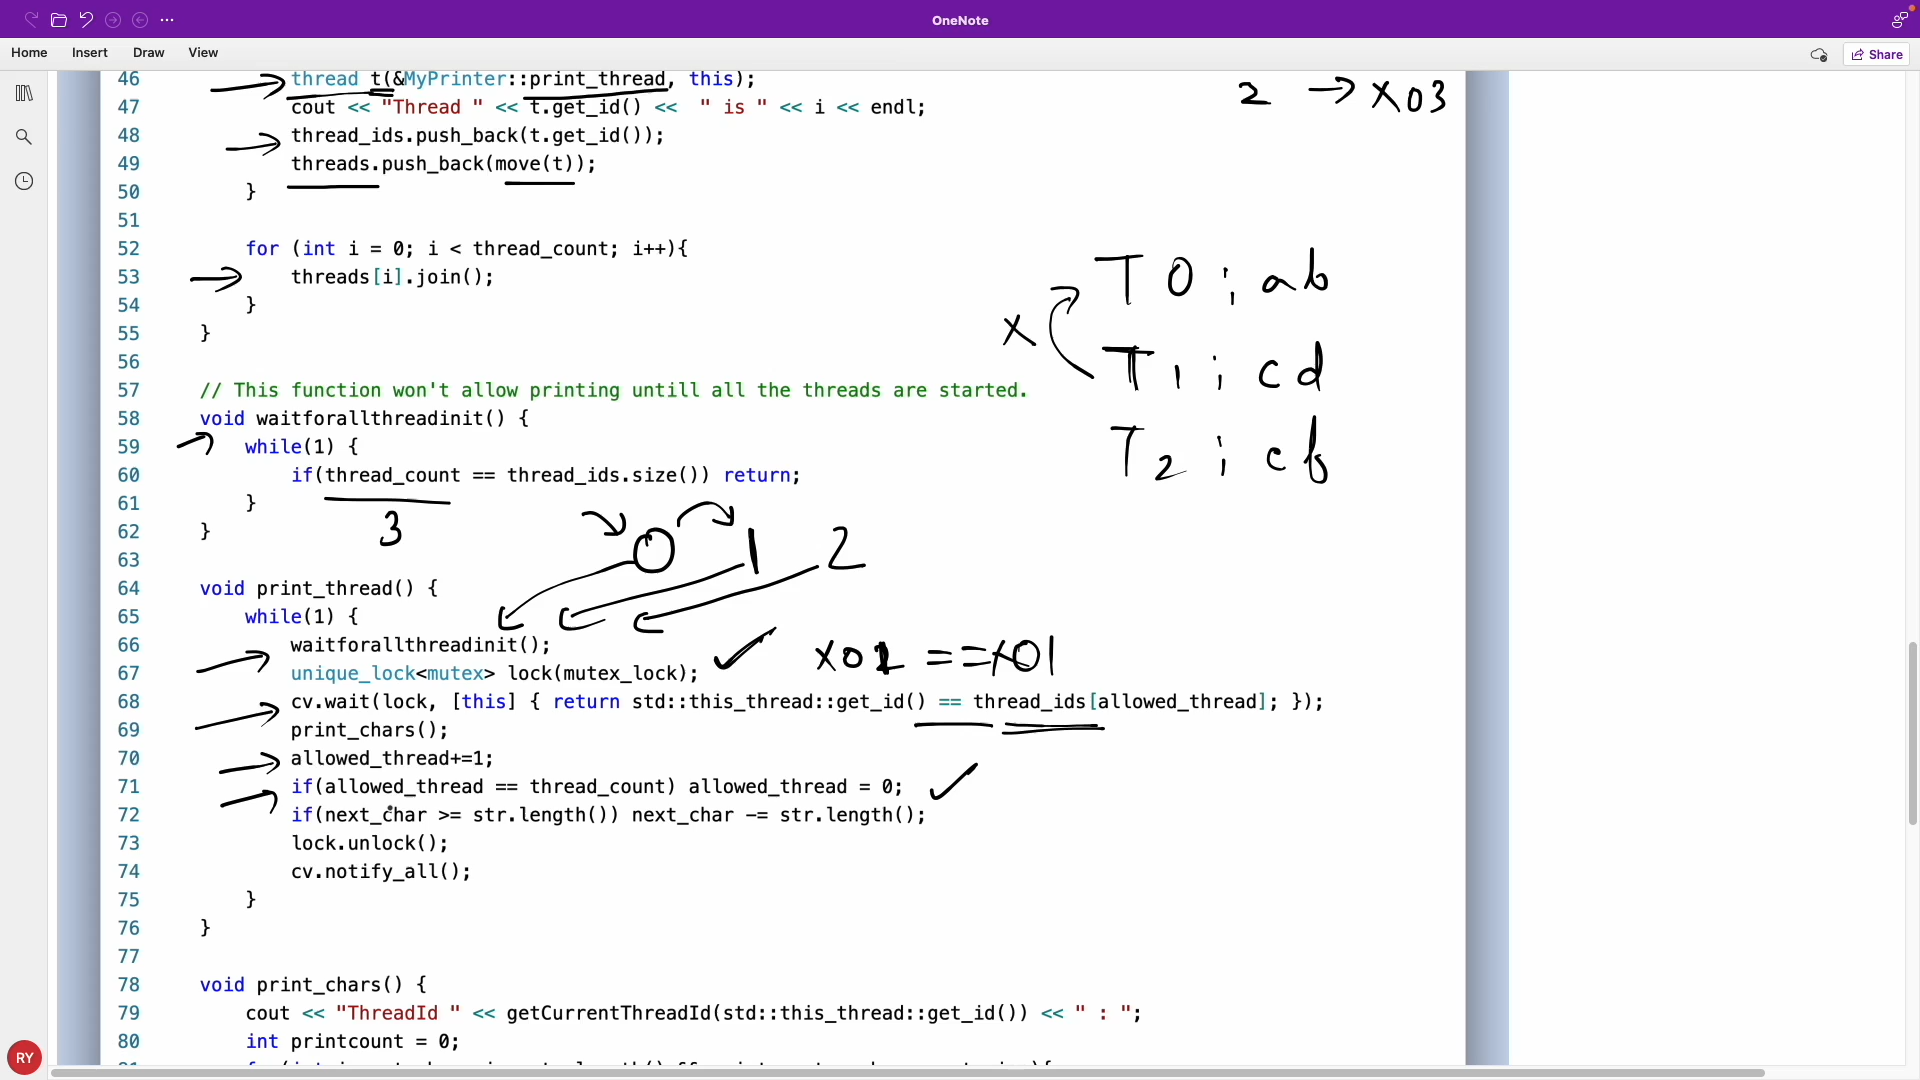 OneNote
Home Insert Draw View
Share
46 thread t(&MyPrinter::print_thread, this);
2 → x03
47 cout << "Thread " << t.get_id() << " is " << i << endl;
48 thread_ids.push_back(t.get_id());
49 threads.push_back(move(t));
50 }
51
52 for (int i = 0; i < thread_count; i++){
T0 ; ab
53 threads[i].join();
54 }
55 }
x
56
T1 ; cd
57 // This function won't allow printing untill all the threads are started.
58 void waitforallthreadinit() {
59 while(1) {
T2 ;
60 if(thread_count == thread_ids.size()) return;
61 }
3
62 }
0 1 2
63
64 void print_thread() {
65 while(1) {
66 waitforallthreadinit();
== x01
67 unique_lock<mutex> lock(mutex_lock);
68 cv.wait(lock, [this] { return std::this_thread::get_id() == thread_ids[allowed_thread]; });
69 print_chars();
70 allowed_thread+=1;
71 if(allowed_thread == thread_count) allowed_thread = 0;
72 if(next_char >= str.length()) next_char -= str.length();
73 lock.unlock();
74 cv.notify_all();
75 }
76 }
77
78 void print_chars() {
79 cout << "ThreadId " << getCurrentThreadId(std::this_thread::get_id()) << " : ";
80 int printcount = 0;
RY